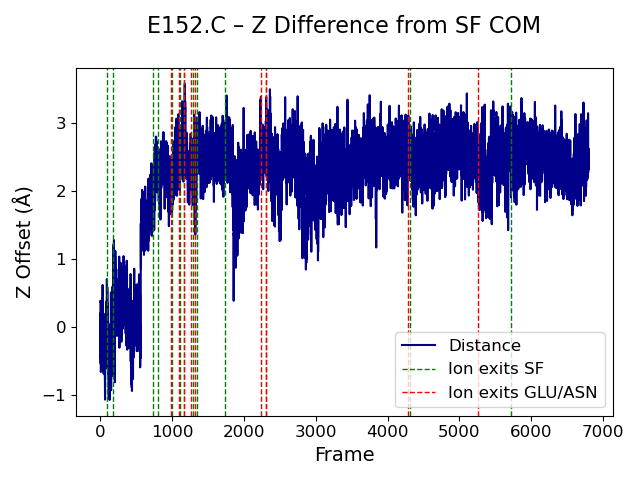 E152.C – Z Difference from SF COM
Z Offset (Å)
3
2
1
0
−1
0 1000 2000 3000 4000 5000 6000 7000
Frame
Distance
Ion exits SF
Ion exits GLU/ASN